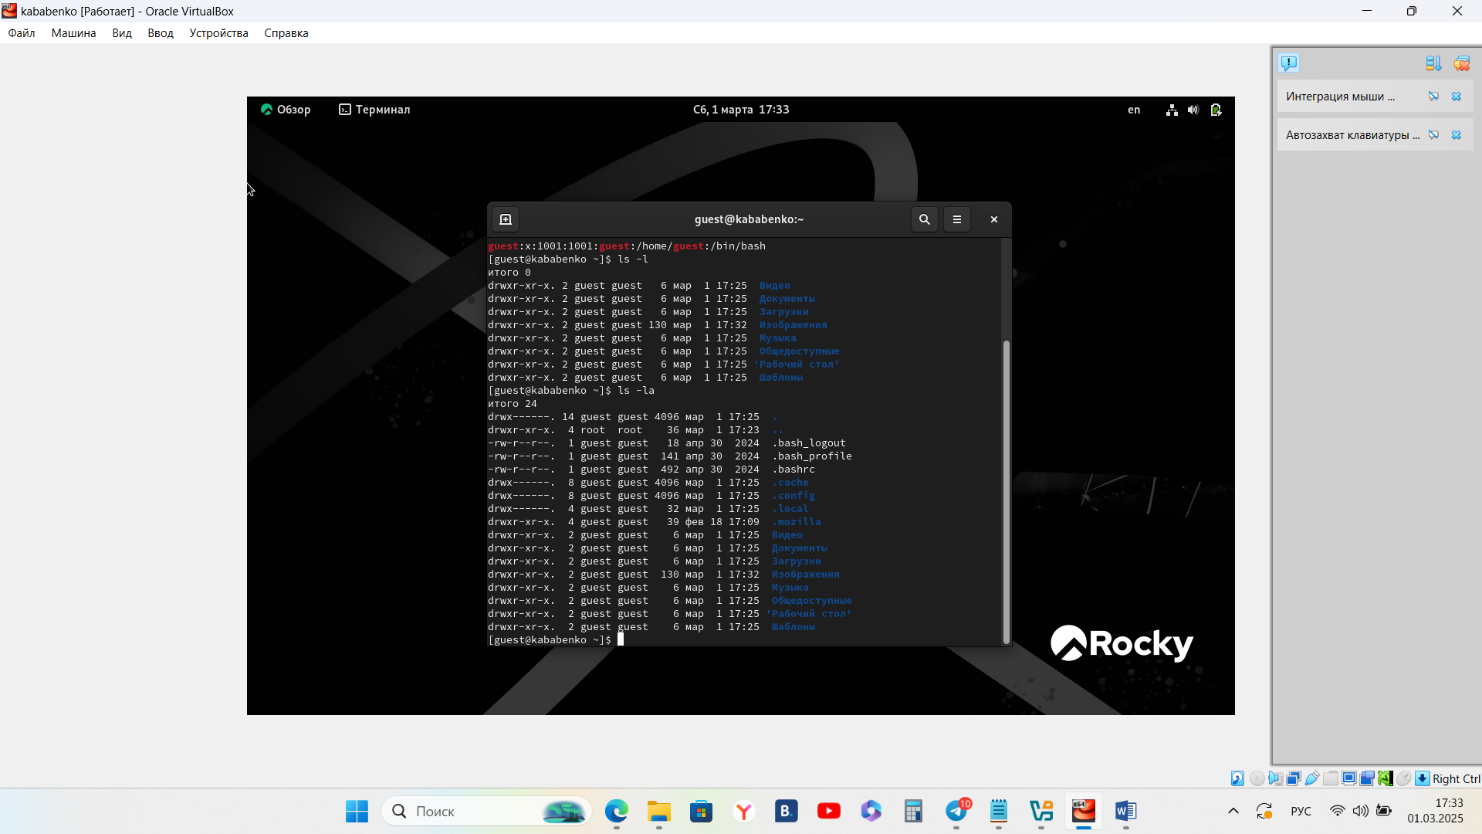 kababenko [Работает] - Oracle VirtualBox
Файл Машина Вид Ввод Устройства Справка
Интеграция мыши ...
Автозахват клавиатуры ...
Обзор Терминал Сб, 1 марта 17:33 en
guest@kababenko:~
guest:x:1001:1001:guest:/home/guest:/bin/bash
[guest@kababenko ~]$ ls -l
итого 0
drwxr-xr-x. 2 guest guest   6 мар  1 17:25  Видео
drwxr-xr-x. 2 guest guest   6 мар  1 17:25  Документы
drwxr-xr-x. 2 guest guest   6 мар  1 17:25  Загрузки
drwxr-xr-x. 2 guest guest 130 мар  1 17:32  Изображения
drwxr-xr-x. 2 guest guest   6 мар  1 17:25  Музыка
drwxr-xr-x. 2 guest guest   6 мар  1 17:25  Общедоступные
drwxr-xr-x. 2 guest guest   6 мар  1 17:25 'Рабочий стол'
drwxr-xr-x. 2 guest guest   6 мар  1 17:25  Шаблоны
[guest@kababenko ~]$ ls -la
итого 24
drwx------. 14 guest guest 4096 мар  1 17:25  .
drwxr-xr-x.  4 root  root    36 мар  1 17:23  ..
-rw-r--r--.  1 guest guest   18 апр 30  2024  .bash_logout
-rw-r--r--.  1 guest guest  141 апр 30  2024  .bash_profile
-rw-r--r--.  1 guest guest  492 апр 30  2024  .bashrc
drwx------.  8 guest guest 4096 мар  1 17:25  .cache
drwx------.  8 guest guest 4096 мар  1 17:25  .config
drwx------.  4 guest guest   32 мар  1 17:25  .local
drwxr-xr-x.  4 guest guest   39 фев 18 17:09  .mozilla
drwxr-xr-x.  2 guest guest    6 мар  1 17:25  Видео
drwxr-xr-x.  2 guest guest    6 мар  1 17:25  Документы
drwxr-xr-x.  2 guest guest    6 мар  1 17:25  Загрузки
drwxr-xr-x.  2 guest guest  130 мар  1 17:32  Изображения
drwxr-xr-x.  2 guest guest    6 мар  1 17:25  Музыка
drwxr-xr-x.  2 guest guest    6 мар  1 17:25  Общедоступные
drwxr-xr-x.  2 guest guest    6 мар  1 17:25 'Рабочий стол'
drwxr-xr-x.  2 guest guest    6 мар  1 17:25  Шаблоны
[guest@kababenko ~]$
Rocky
Right Ctrl
Поиск B. 10 x64 W РУС 17:33
01.03.2025